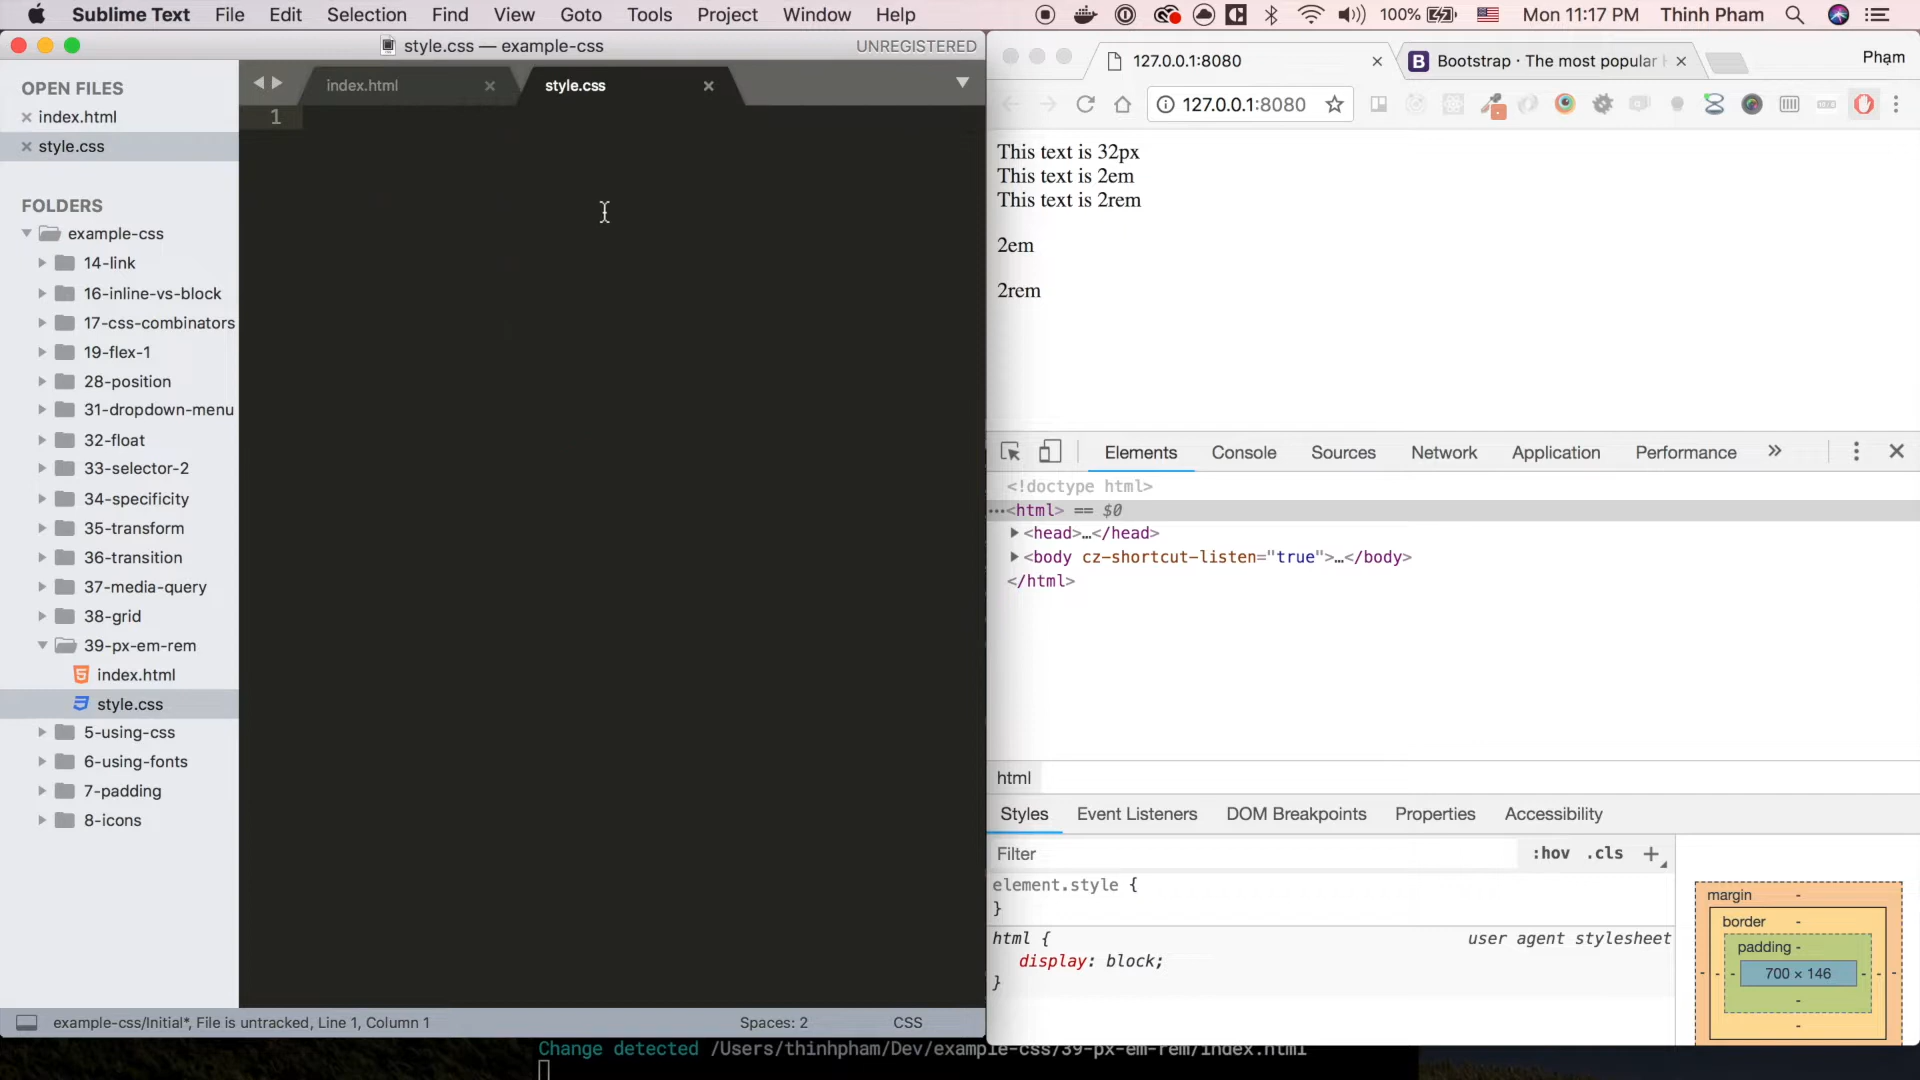 Sublime Text File Edit Selection Find View Goto Tools Project Window Help 100% Mon 11:17 PM Thinh Pham
style.css — example-css UNREGISTERED
OPEN FILES
index.html
style.css
FOLDERS
example-css
14-link
16-inline-vs-block
17-css-combinators
19-flex-1
28-position
31-dropdown-menu
32-float
33-selector-2
34-specificity
35-transform
36-transition
37-media-query
38-grid
39-px-em-rem
index.html
style.css
5-using-css
6-using-fonts
7-padding
8-icons
index.html style.css
1
example-css/Initial*, File is untracked, Line 1, Column 1 Spaces: 2 CSS
127.0.0.1:8080 Bootstrap · The most popular Phạm
127.0.0.1:8080
This text is 32px
This text is 2em
This text is 2rem
2em
2rem
Elements Console Sources Network Application Performance »
<!doctype html>
…<html> == $0
<head>…</head>
<body cz-shortcut-listen="true">…</body>
</html>
html
Styles Event Listeners DOM Breakpoints Properties Accessibility
Filter :hov .cls +
element.style {
}
html { user agent stylesheet
display: block;
}
margin -
border -
padding -
- - - 700 × 146 - - -
-
-
Change detected /Users/thinhpham/Dev/example-css/39-px-em-rem/index.html